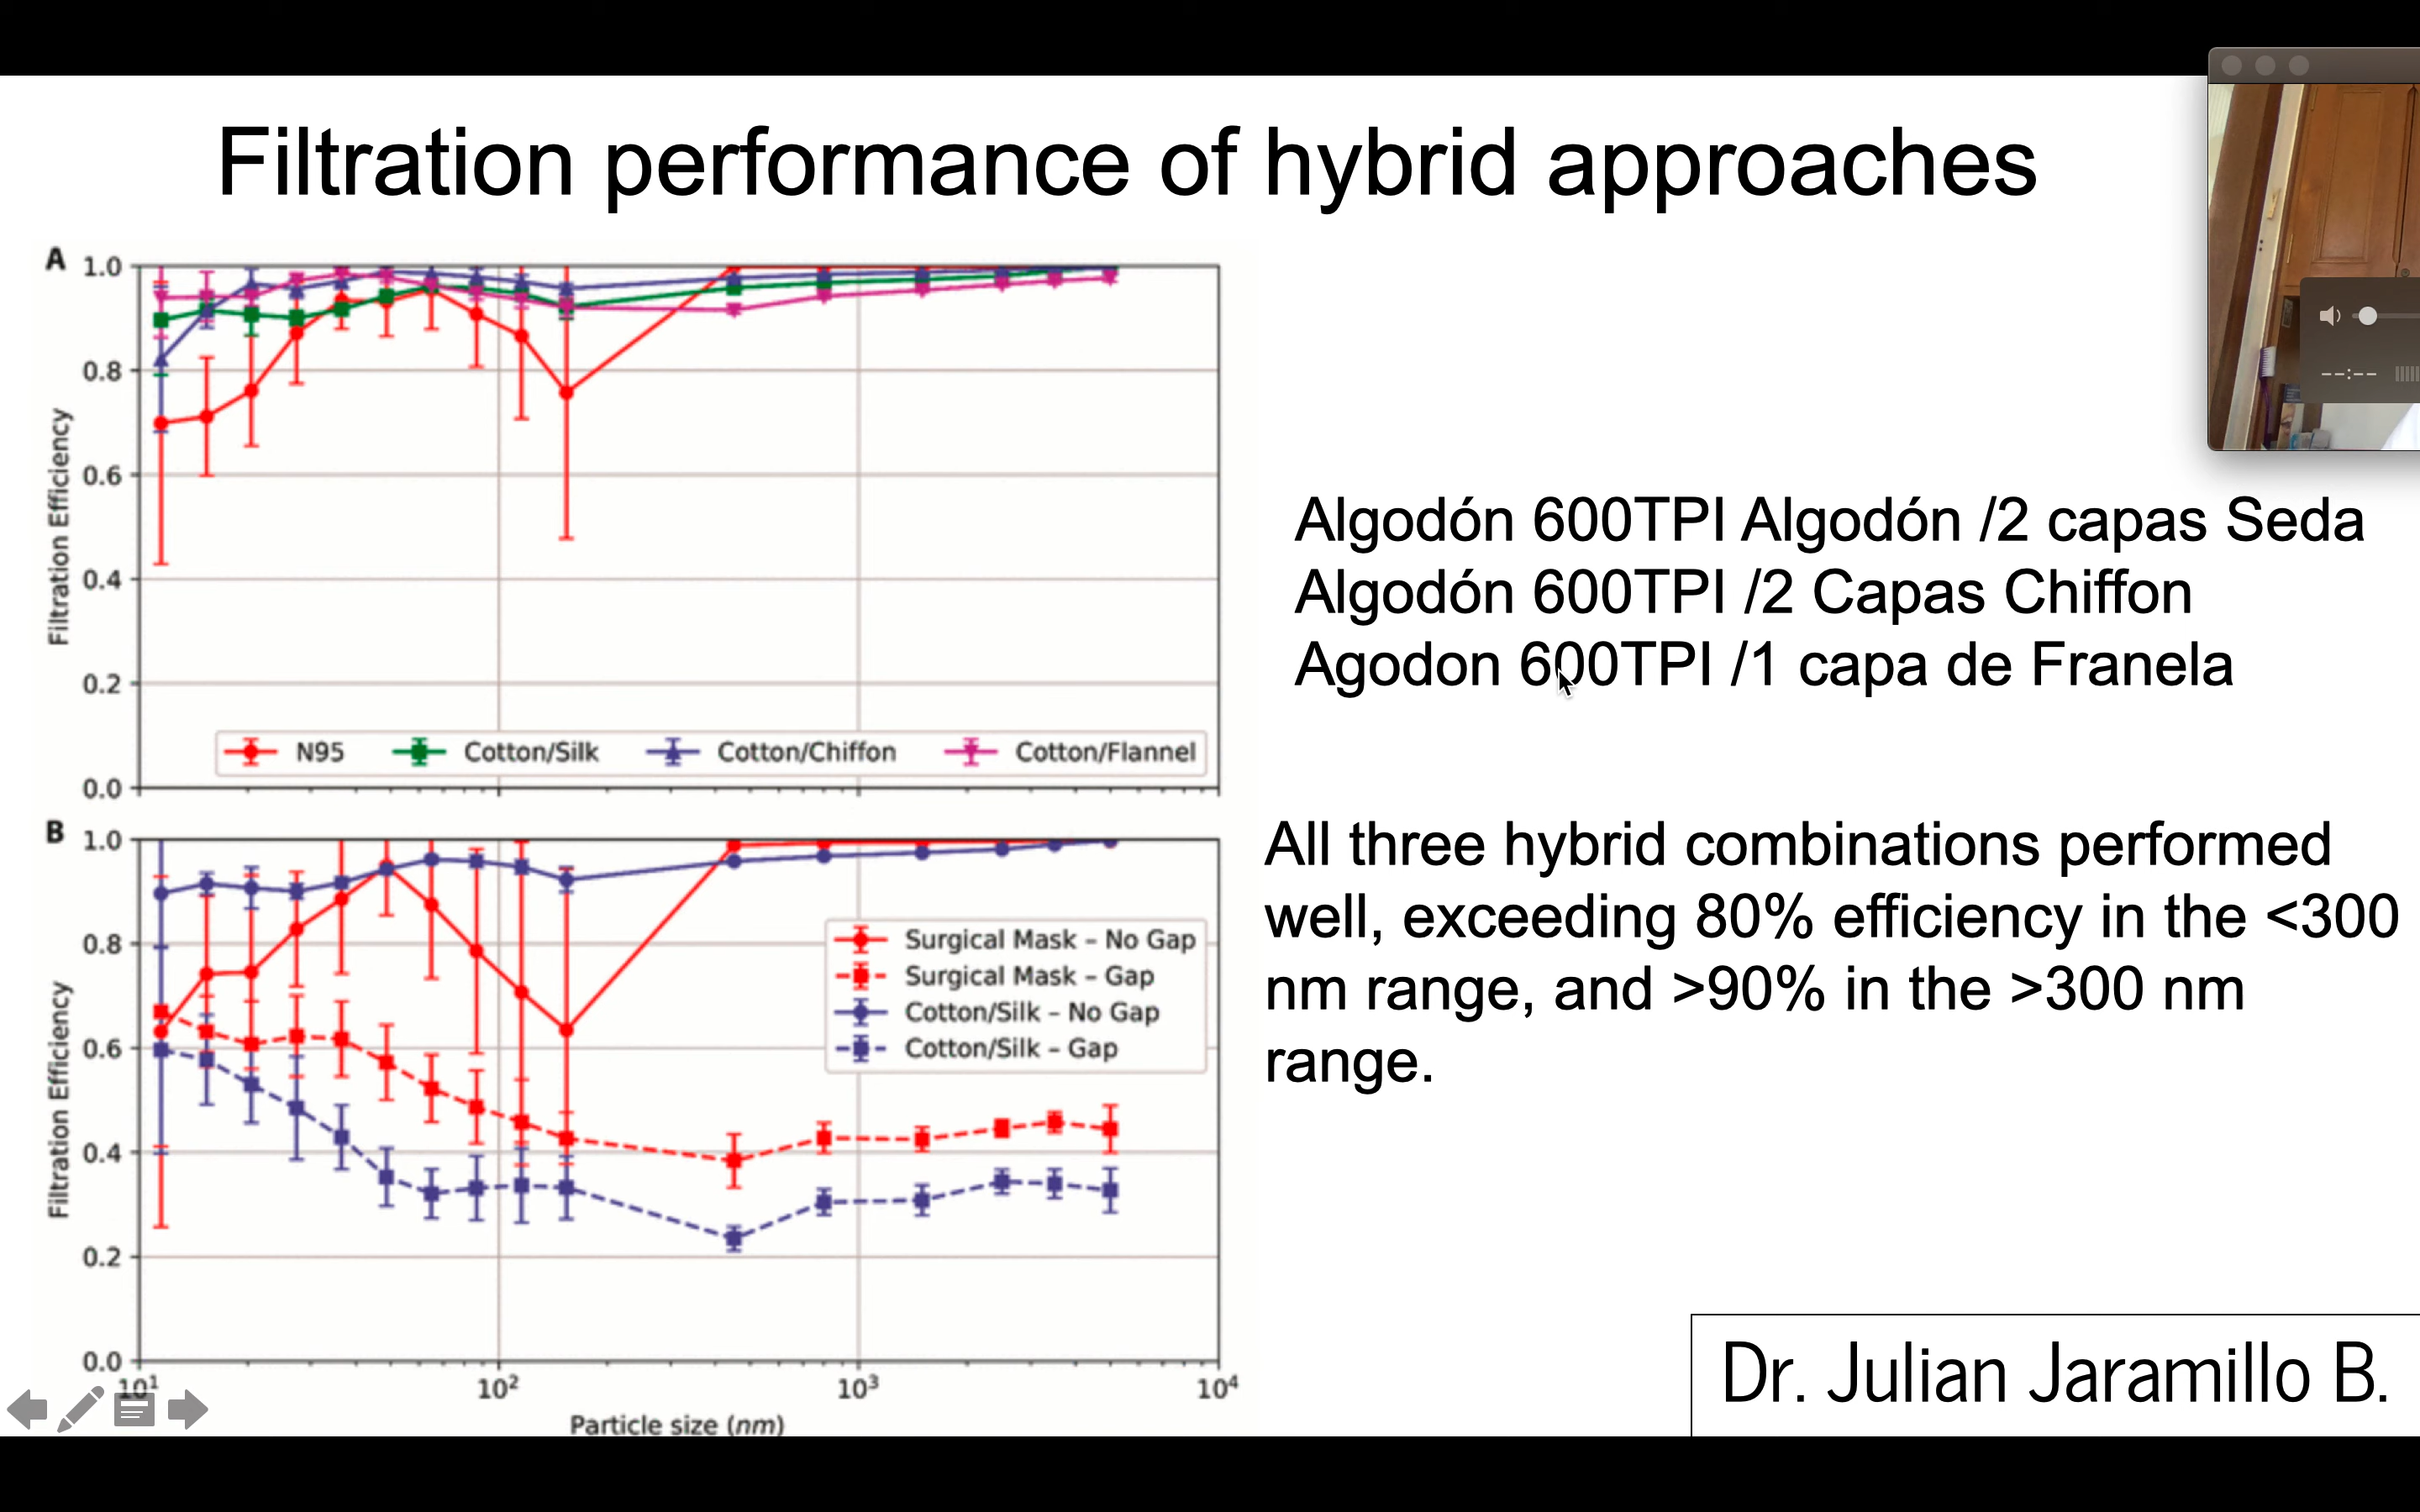 Filtration performance of hybrid approaches
A
1.0
0.8
0.6
0.4
0.2
0.0
Filtration Efficiency
N95 Cotton/Silk Cotton/Chiffon Cotton/Flannel
B
1.0
0.8
0.6
0.4
0.2
0.0
Filtration Efficiency
Surgical Mask – No Gap
Surgical Mask – Gap
Cotton/Silk – No Gap
Cotton/Silk – Gap
10¹ 10² 10³ 10⁴
Particle size (nm)
Algodón 600TPI Algodón /2 capas Seda
Algodón 600TPI /2 Capas Chiffon
Agodon 600TPI /1 capa de Franela
All three hybrid combinations performed
well, exceeding 80% efficiency in the <300
nm range, and >90% in the >300 nm
range.
Dr. Julian Jaramillo B.
--:--